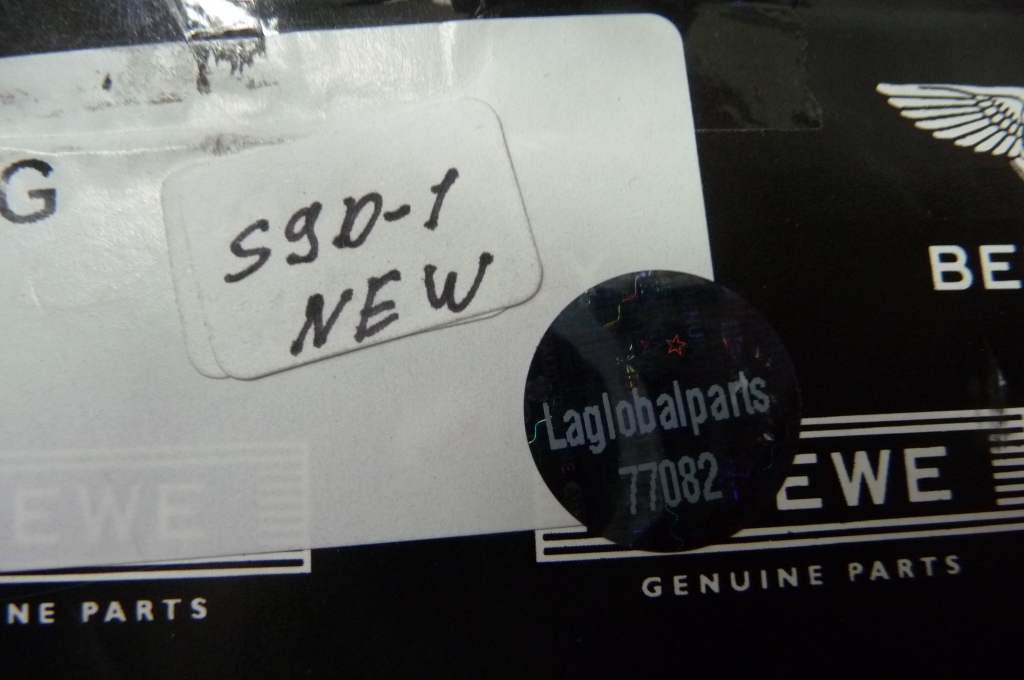 G
S9D-1
NEW
BE
Laglobalparts
77082
EWE
EWE
GENUINE PARTS
NE PARTS